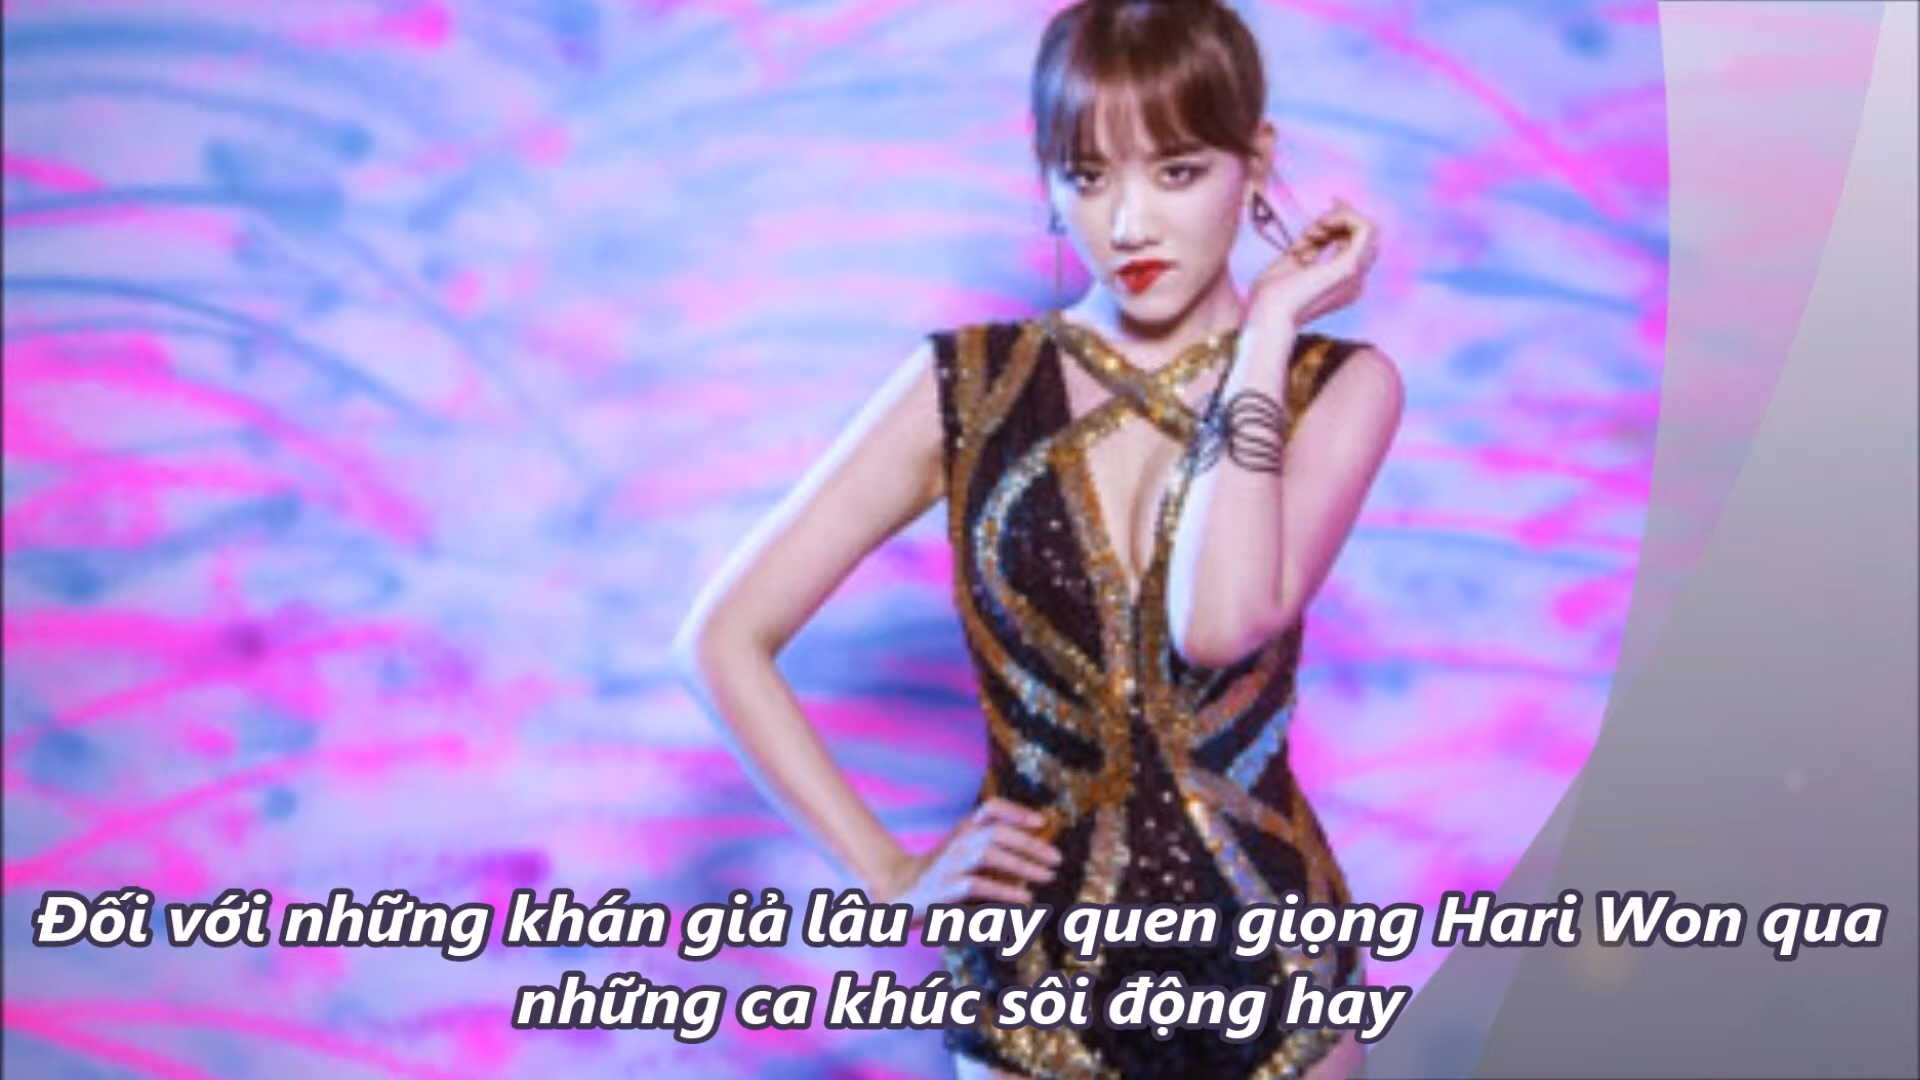 Đối với những khán giả lâu nay quen giọng Hari Won qua
những ca khúc sôi động hay